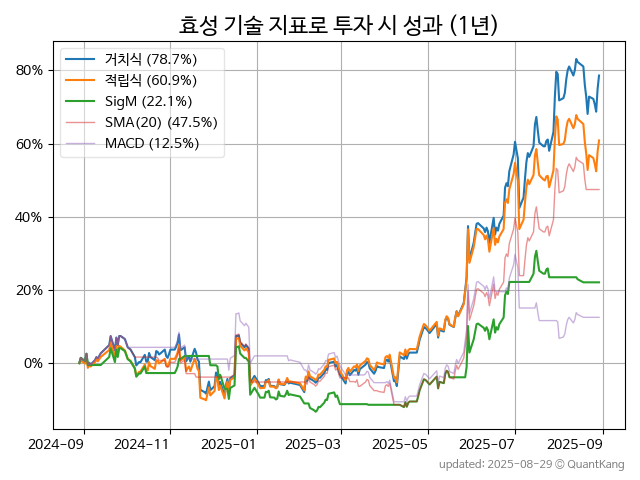 효성 기술 지표로 투자 시 성과 (1년)
거치식 (78.7%)
적립식 (60.9%)
SigM (22.1%)
SMA(20) (47.5%)
MACD (12.5%)
80%
60%
40%
20%
0%
2024-09 2024-11 2025-01 2025-03 2025-05 2025-07 2025-09
updated: 2025-08-29 @ QuantKang